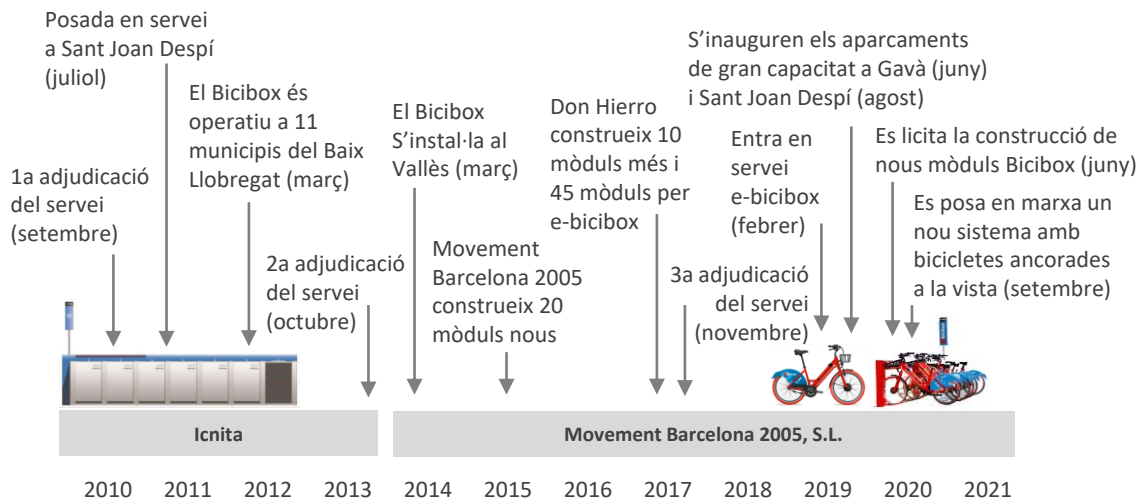 Posada en servei
a Sant Joan Despí
(juliol)
S’inauguren els aparcaments
de gran capacitat a Gavà (juny)
i Sant Joan Despí (agost)
El Bicibox és
operatiu a 11
municipis del Baix
Llobregat (març)
El Bicibox
S’instal·la al
Vallès (març)
Don Hierro
construeix 10
mòduls més i
45 mòduls per
e-bicibox
Entra en
servei
e-bicibox
(febrer)
Es licita la construcció de
nous mòduls Bicibox (juny)
1a adjudicació
del servei
(setembre)
Es posa en marxa un
nou sistema amb
bicicletes ancorades
a la vista (setembre)
2a adjudicació
del servei
(octubre)
Movement
Barcelona 2005
construeix 20
mòduls nous
3a adjudicació
del servei
(novembre)
Icnita
Movement Barcelona 2005, S.L.
2010 2011 2012 2013 2014 2015 2016 2017 2018 2019 2020 2021